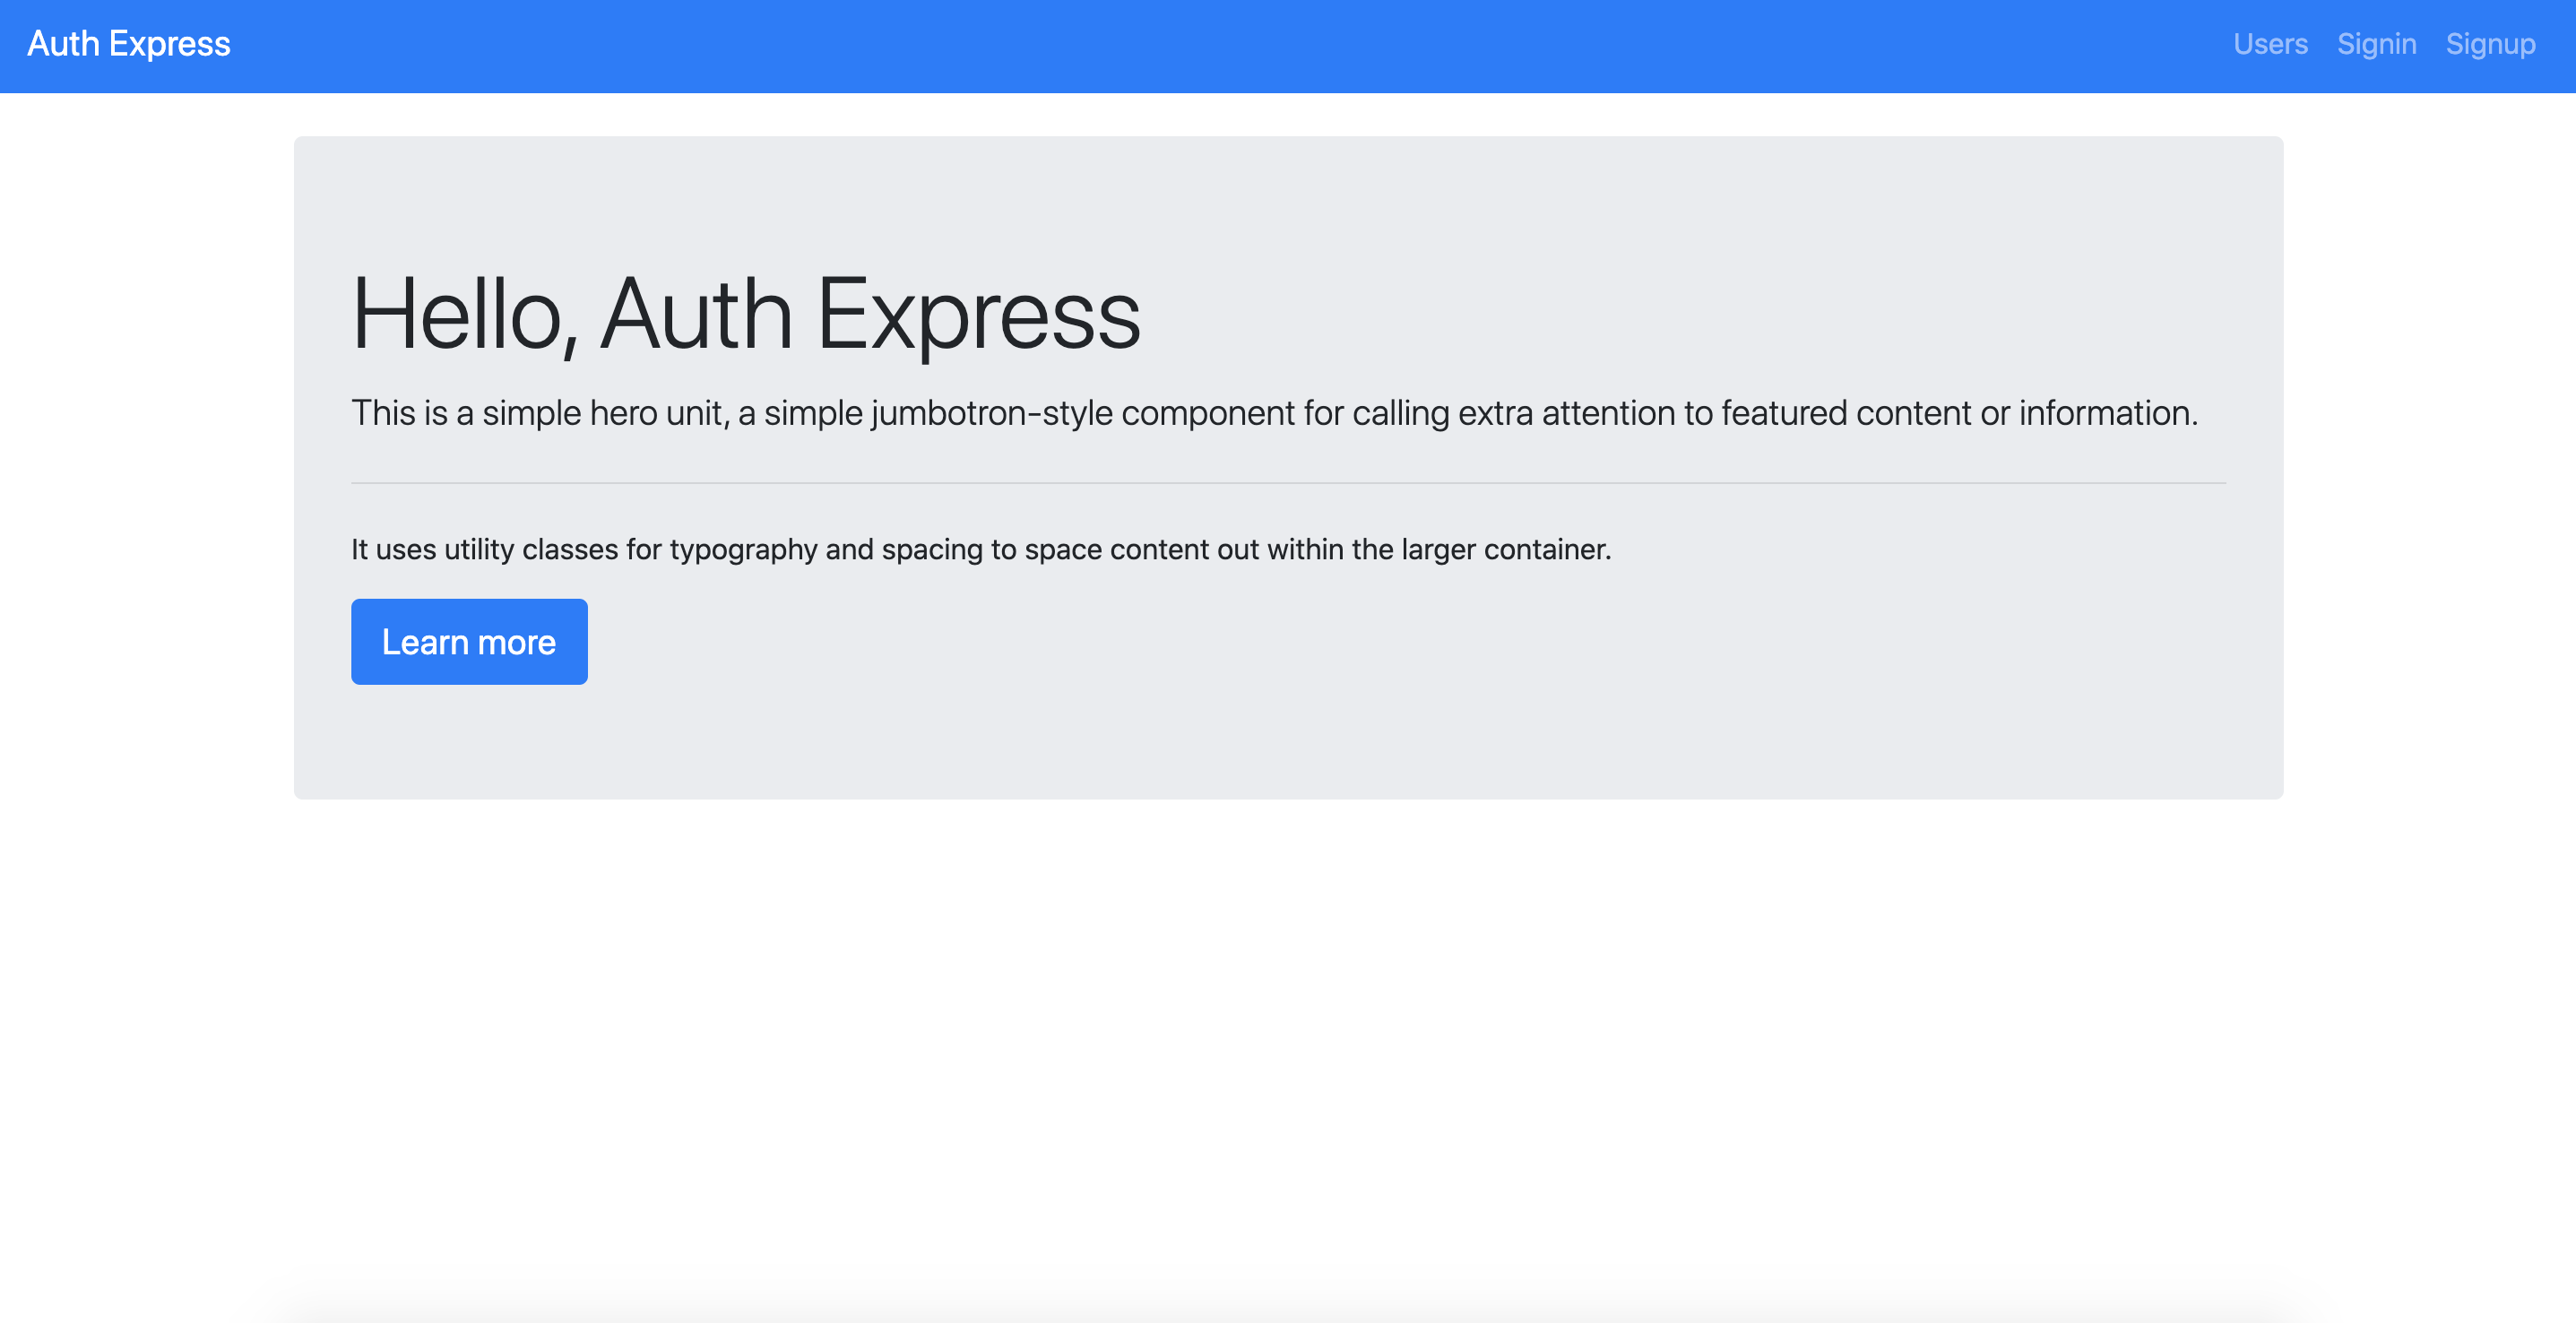 Auth Express
Users Signin Signup
Hello, Auth Express
This is a simple hero unit, a simple jumbotron-style component for calling extra attention to featured content or information.
It uses utility classes for typography and spacing to space content out within the larger container.
Learn more